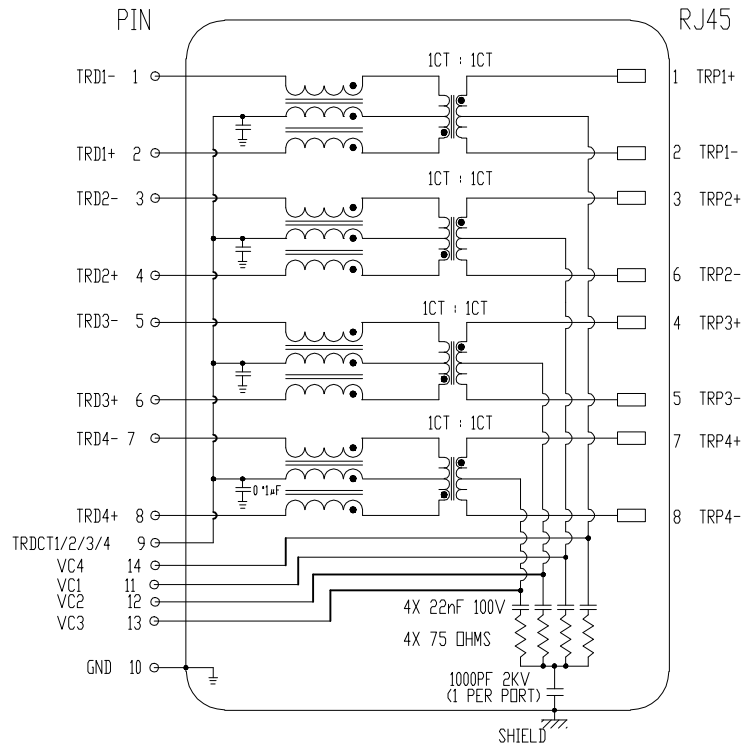 PIN RJ45
1CT : 1CT
TRD1- 1 1 TRP1+
TRD1+ 2 2 TRP1-
1CT : 1CT
TRD2- 3 3 TRP2+
TRD2+ 4 6 TRP2-
1CT : 1CT
TRD3- 5 4 TRP3+
TRD3+ 6 5 TRP3-
1CT : 1CT
TRD4- 7 7 TRP4+
0.1µF
TRD4+ 8 8 TRP4-
TRDCT1/2/3/4 9
VC4 14
VC1 11
VC2 12
VC3 13
4X 22nF 100V
4X 75 OHMS
GND 10
1000PF 2KV
(1 PER PORT)
SHIELD